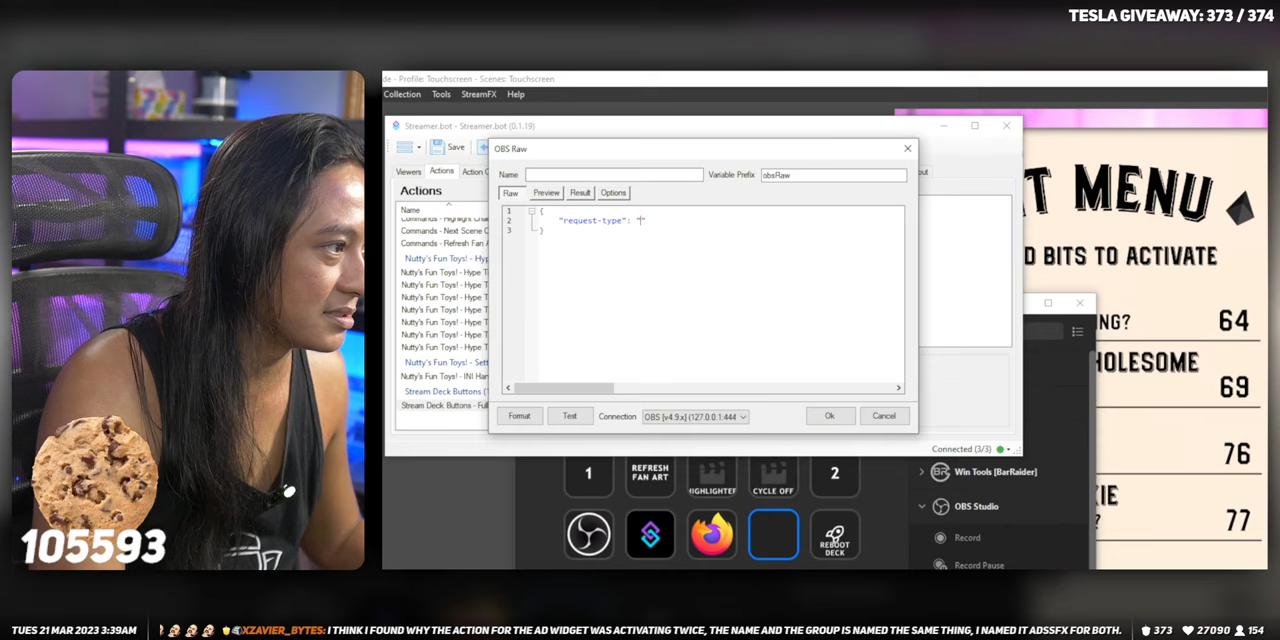 TESLA GIVEAWAY: 373 / 374
de - Profile: Touchscreen - Scenes: Touchscreen
Collection Tools StreamFX Help
Streamer.bot - Streamer.bot (0.1.19)
Save
Viewers Actions Action
Actions
Name
Commands - Highlight Chan
Commands - Next Scene C
Commands - Refresh Fan A
Nutty's Fun Toys! - Hyp
Nutty's Fun Toys! - Hype T
Nutty's Fun Toys! - Hype T
Nutty's Fun Toys! - Hype T
Nutty's Fun Toys! - Hype T
Nutty's Fun Toys! - Hype T
Nutty's Fun Toys! - Hype T
Nutty's Fun Toys! - Hype T
Nutty's Fun Toys! - Sett
Nutty's Fun Toys! - INI Han
Stream Deck Buttons (
Stream Deck Buttons - Full
OBS Raw
Name Variable Prefix obsRaw
Raw Preview Result Options
1 {
2 "request-type": ""
3 }
Format Test Connection OBS [v4.9.x] (127.0.0.1:444 Ok Cancel
out
Connected (3/3)
T MENU
D BITS TO ACTIVATE
NG? 64
HOLESOME
69
76
KIE
? 77
1 REFRESH FAN ART HIGHLIGHTER CYCLE OFF 2
REBOOT DECK
Win Tools [BarRaider]
OBS Studio
Record
Record Pause
105593
TUES 21 MAR 2023 3:39AM XZAVIER_BYTES: I THINK I FOUND WHY THE ACTION FOR THE AD WIDGET WAS ACTIVATING TWICE, THE NAME AND THE GROUP IS NAMED THE SAME THING, I NAMED IT ADSSFX FOR BOTH. 373 27090 154